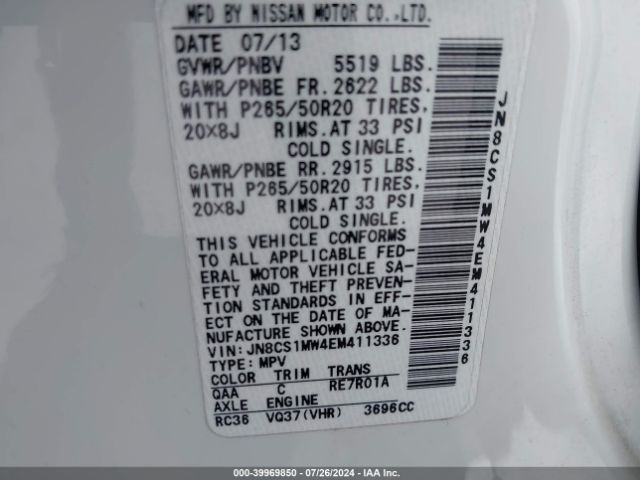 MFD BY NISSAN MOTOR CO.,LTD.
DATE 07/13
GVWR/PNBV 5519 LBS.
GAWR/PNBE FR. 2622 LBS.
WITH P265/50R20 TIRES,
20X8J RIMS. AT 33 PSI
COLD SINGLE.
GAWR/PNBE RR. 2915 LBS.
WITH P265/50R20 TIRES,
20X8J RIMS. AT 33 PSI
COLD SINGLE.
THIS VEHICLE CONFORMS
TO ALL APPLICABLE FED-
ERAL MOTOR VEHICLE SA-
FETY AND THEFT PREVEN-
TION STANDARDS IN EFF-
ECT ON THE DATE OF MA-
NUFACTURE SHOWN ABOVE.
VIN: JN8CS1MW4EM411336
TYPE: MPV
COLOR TRIM TRANS
QAA C RE7R01A
AXLE ENGINE
RC36 VQ37(VHR) 3696CC
JN8CS1MW4EM411336
000-39969850 | 07/26/2024 | IAA Inc.